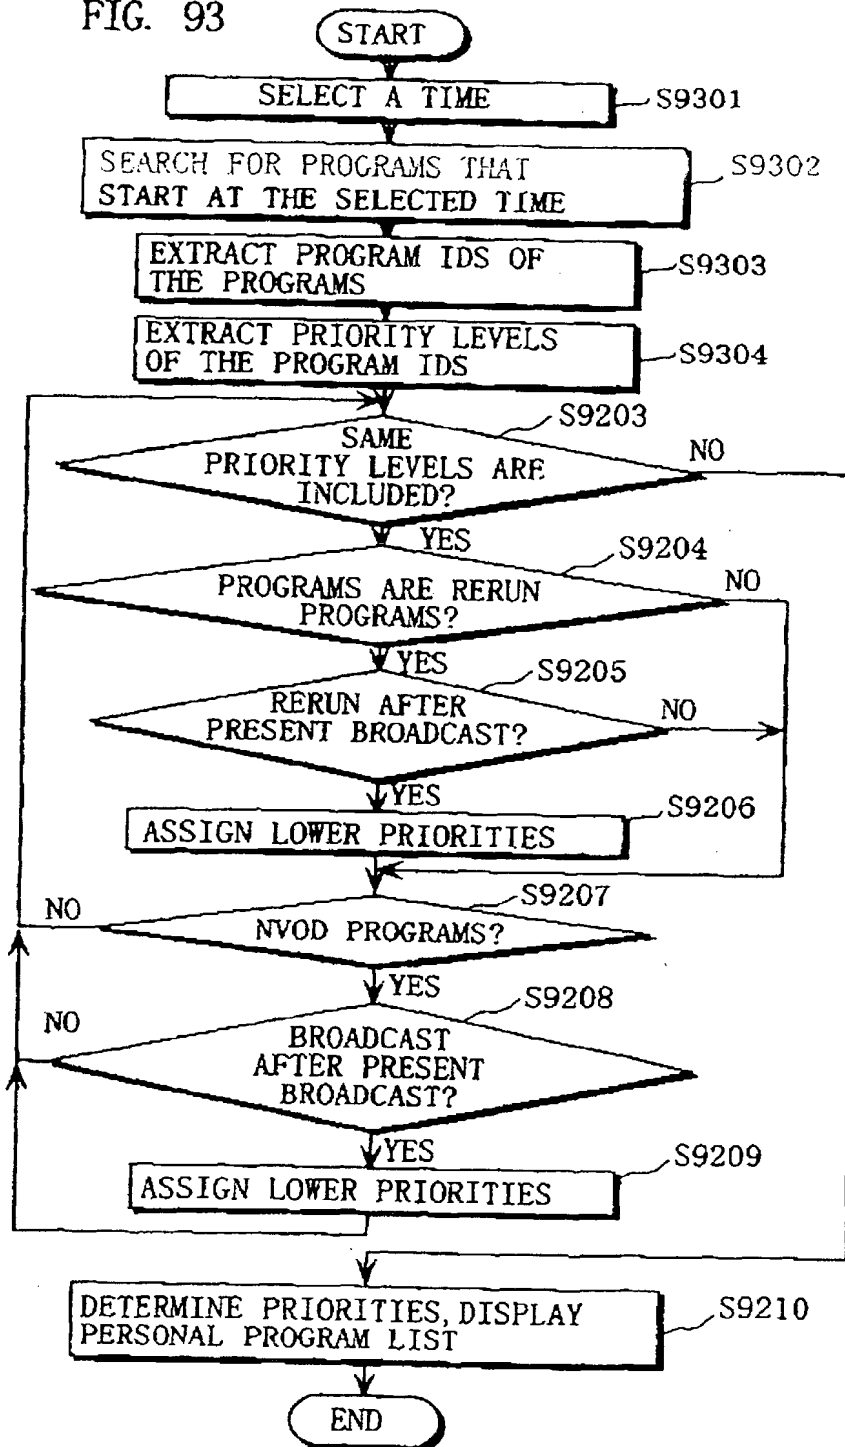 FIG. 93
START
SELECT A TIME
S9301
SEARCH FOR PROGRAMS THAT
START AT THE SELECTED TIME
S9302
EXTRACT PROGRAM IDS OF
THE PROGRAMS
S9303
EXTRACT PRIORITY LEVELS
OF THE PROGRAM IDS
S9304
S9203
SAME
PRIORITY LEVELS ARE
INCLUDED?
NO
YES
S9204
PROGRAMS ARE RERUN
PROGRAMS?
NO
YES
S9205
RERUN AFTER
PRESENT BROADCAST?
NO
YES
S9206
ASSIGN LOWER PRIORITIES
S9207
NO
NVOD PROGRAMS?
YES
S9208
NO
BROADCAST
AFTER PRESENT
BROADCAST?
YES
S9209
ASSIGN LOWER PRIORITIES
DETERMINE PRIORITIES, DISPLAY
PERSONAL PROGRAM LIST
S9210
END